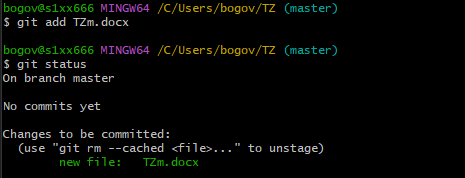 bogov@s1xx666 MINGW64 /C/Users/bogov/TZ (master)
$ git add TZm.docx
bogov@s1xx666 MINGW64 /C/Users/bogov/TZ (master)
$ git status
On branch master
No commits yet
Changes to be committed:
(use "git rm --cached <file>..." to unstage)
new file: TZm.docx